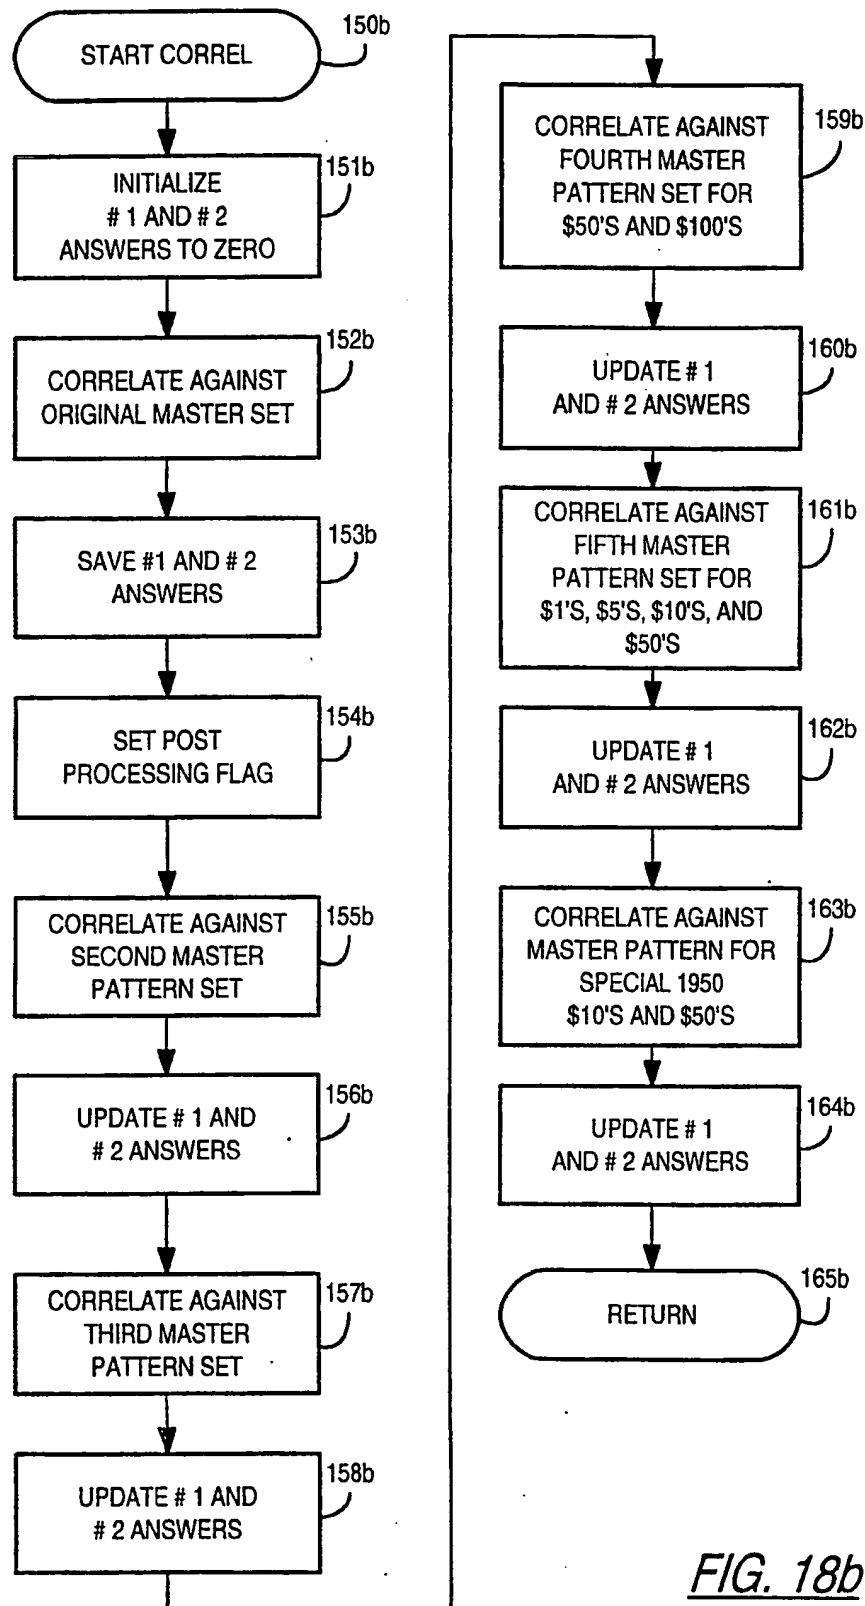 START CORREL
150b
INITIALIZE
# 1 AND # 2
ANSWERS TO ZERO
151b
CORRELATE AGAINST
ORIGINAL MASTER SET
152b
SAVE #1 AND # 2
ANSWERS
153b
SET POST
PROCESSING FLAG
154b
CORRELATE AGAINST
SECOND MASTER
PATTERN SET
155b
UPDATE # 1 AND
# 2 ANSWERS
156b
CORRELATE AGAINST
THIRD MASTER
PATTERN SET
157b
UPDATE # 1 AND
# 2 ANSWERS
158b
CORRELATE AGAINST
FOURTH MASTER
PATTERN SET FOR
$50'S AND $100'S
159b
UPDATE # 1
AND # 2 ANSWERS
160b
CORRELATE AGAINST
FIFTH MASTER
PATTERN SET FOR
$1'S, $5'S, $10'S, AND
$50'S
161b
UPDATE # 1
AND # 2 ANSWERS
162b
CORRELATE AGAINST
MASTER PATTERN FOR
SPECIAL 1950
$10'S AND $50'S
163b
UPDATE # 1
AND # 2 ANSWERS
164b
RETURN
165b
FIG. 18b